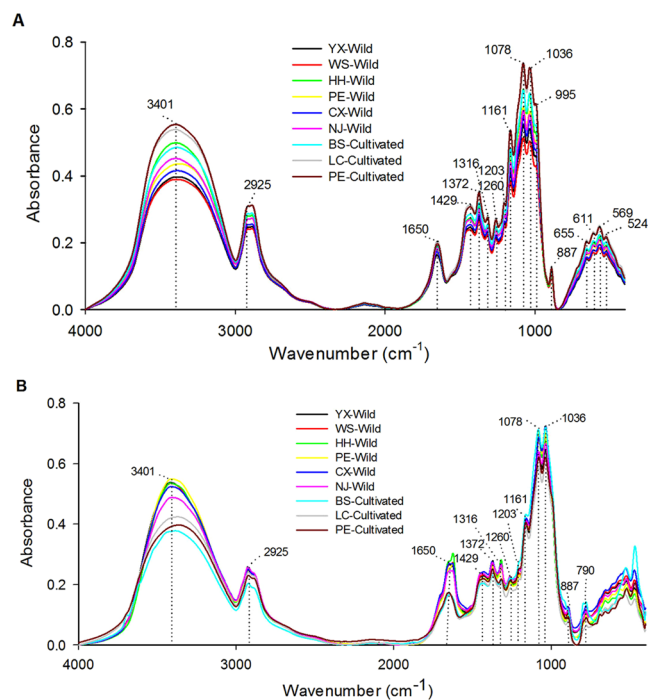 A
0.8
0.6
0.4
0.2
0.0
Absorbance
YX-Wild
WS-Wild
HH-Wild
PE-Wild
CX-Wild
NJ-Wild
BS-Cultivated
LC-Cultivated
PE-Cultivated
3401
2925
1650
1429
1372
1316
1260
1203
1161
1078
1036
995
887
655
611
569
524
4000
3000
2000
1000
Wavenumber (cm⁻¹)
B
0.8
0.6
0.4
0.2
0.0
Absorbance
YX-Wild
WS-Wild
HH-Wild
PE-Wild
CX-Wild
NJ-Wild
BS-Cultivated
LC-Cultivated
PE-Cultivated
3401
2925
1650
1429
1372
1316
1260
1203
1161
1078
1036
887
790
4000
3000
2000
1000
Wavenumber (cm⁻¹)